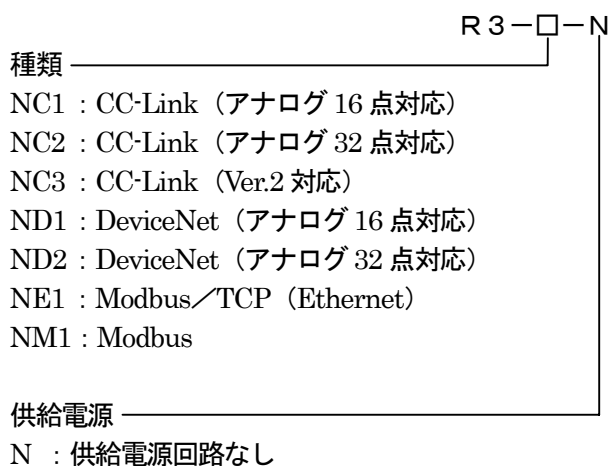 R3-□-N
種類
NC1：CC-Link（アナログ 16 点対応）
NC2：CC-Link（アナログ 32 点対応）
NC3：CC-Link（Ver.2 対応）
ND1：DeviceNet（アナログ 16 点対応）
ND2：DeviceNet（アナログ 32 点対応）
NE1：Modbus／TCP（Ethernet）
NM1：Modbus
供給電源
N ：供給電源回路なし